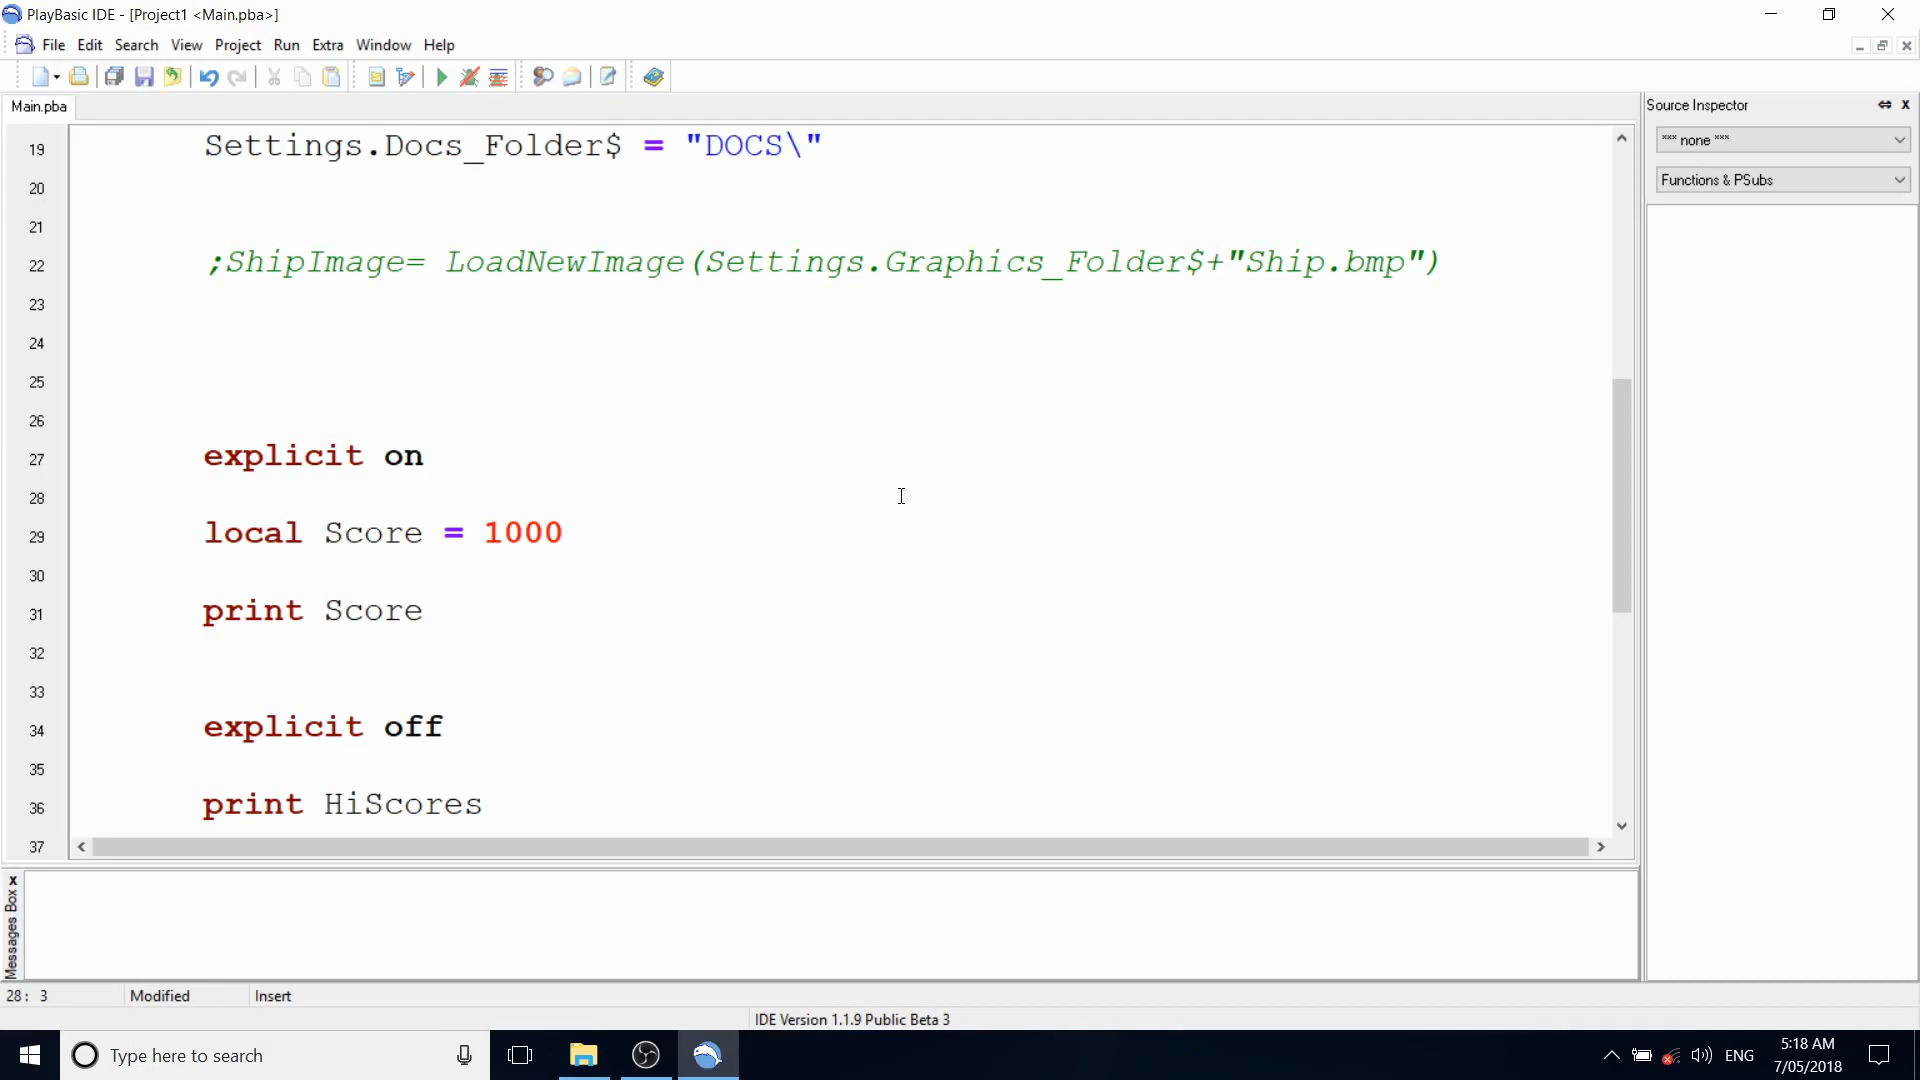 PlayBasic IDE - [Project1 <Main.pba>]
File Edit Search View Project Run Extra Window Help
Main.pba
Source Inspector
*** none ***
Functions & PSubs
19 Settings.Docs_Folder$ = "DOCS\"
20
21
22 ;ShipImage= LoadNewImage(Settings.Graphics_Folder$+"Ship.bmp")
23
24
25
26
27 explicit on
28
29 local Score = 1000
30
31 print Score
32
33
34 explicit off
35
36 print HiScores
37
Messages Box
28: 3 Modified Insert
IDE Version 1.1.9 Public Beta 3
Type here to search
ENG
5:18 AM
7/05/2018